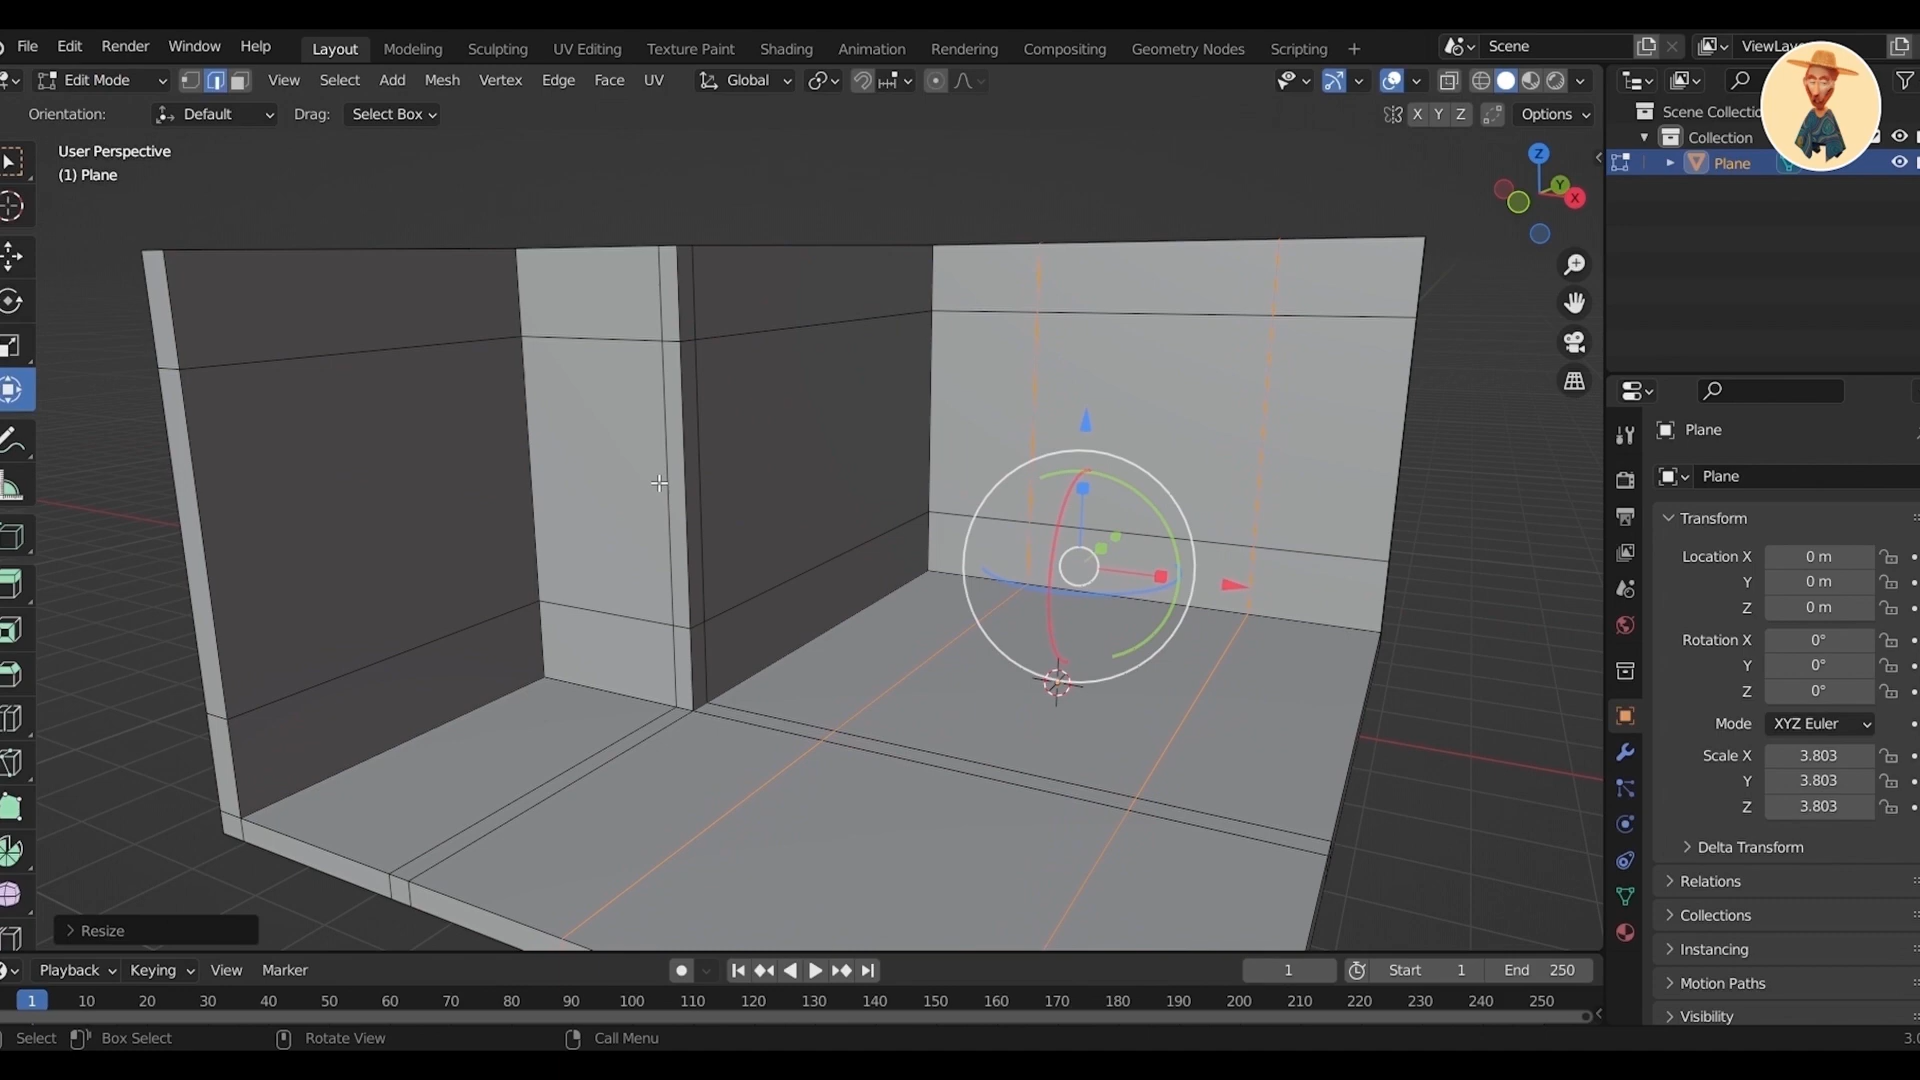 File Edit Render Window Help Layout Modeling Sculpting UV Editing Texture Paint Shading Animation Rendering Compositing Geometry Nodes Scripting + Scene
Edit Mode View Select Add Mesh Vertex Edge Face UV Global
Orientation: Default Drag: Select Box X Y Z Options
User Perspective
(1) Plane
Z
Y
X
Collection
Plane
Plane
Plane
Transform
Location X 0 m
Y 0 m
Z 0 m
Rotation X 0°
Y 0°
Z 0°
Mode XYZ Euler
Scale X 3.803
Y 3.803
Z 3.803
Delta Transform
Relations
Collections
Instancing
Motion Paths
Visibility
Resize
Playback Keying View Marker 1 Start 1 End 250
1 10 20 30 40 50 60 70 80 90 100 110 120 130 140 150 160 170 180 190 200 210 220 230 240 250
Select Box Select Rotate View Call Menu